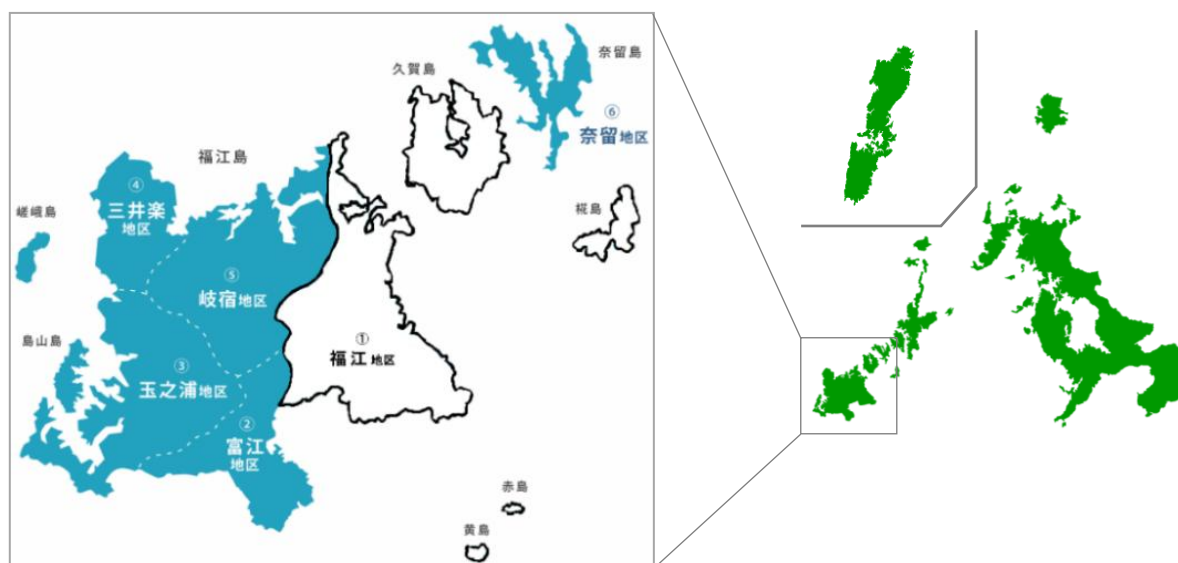 奈留島
久賀島
⑥
奈留地区
福江島
④
三井楽
地区
嵯峨島
椛島
⑤
岐宿地区
島山島
①
福江地区
③
玉之浦地区
②
富江
地区
赤島
黄島